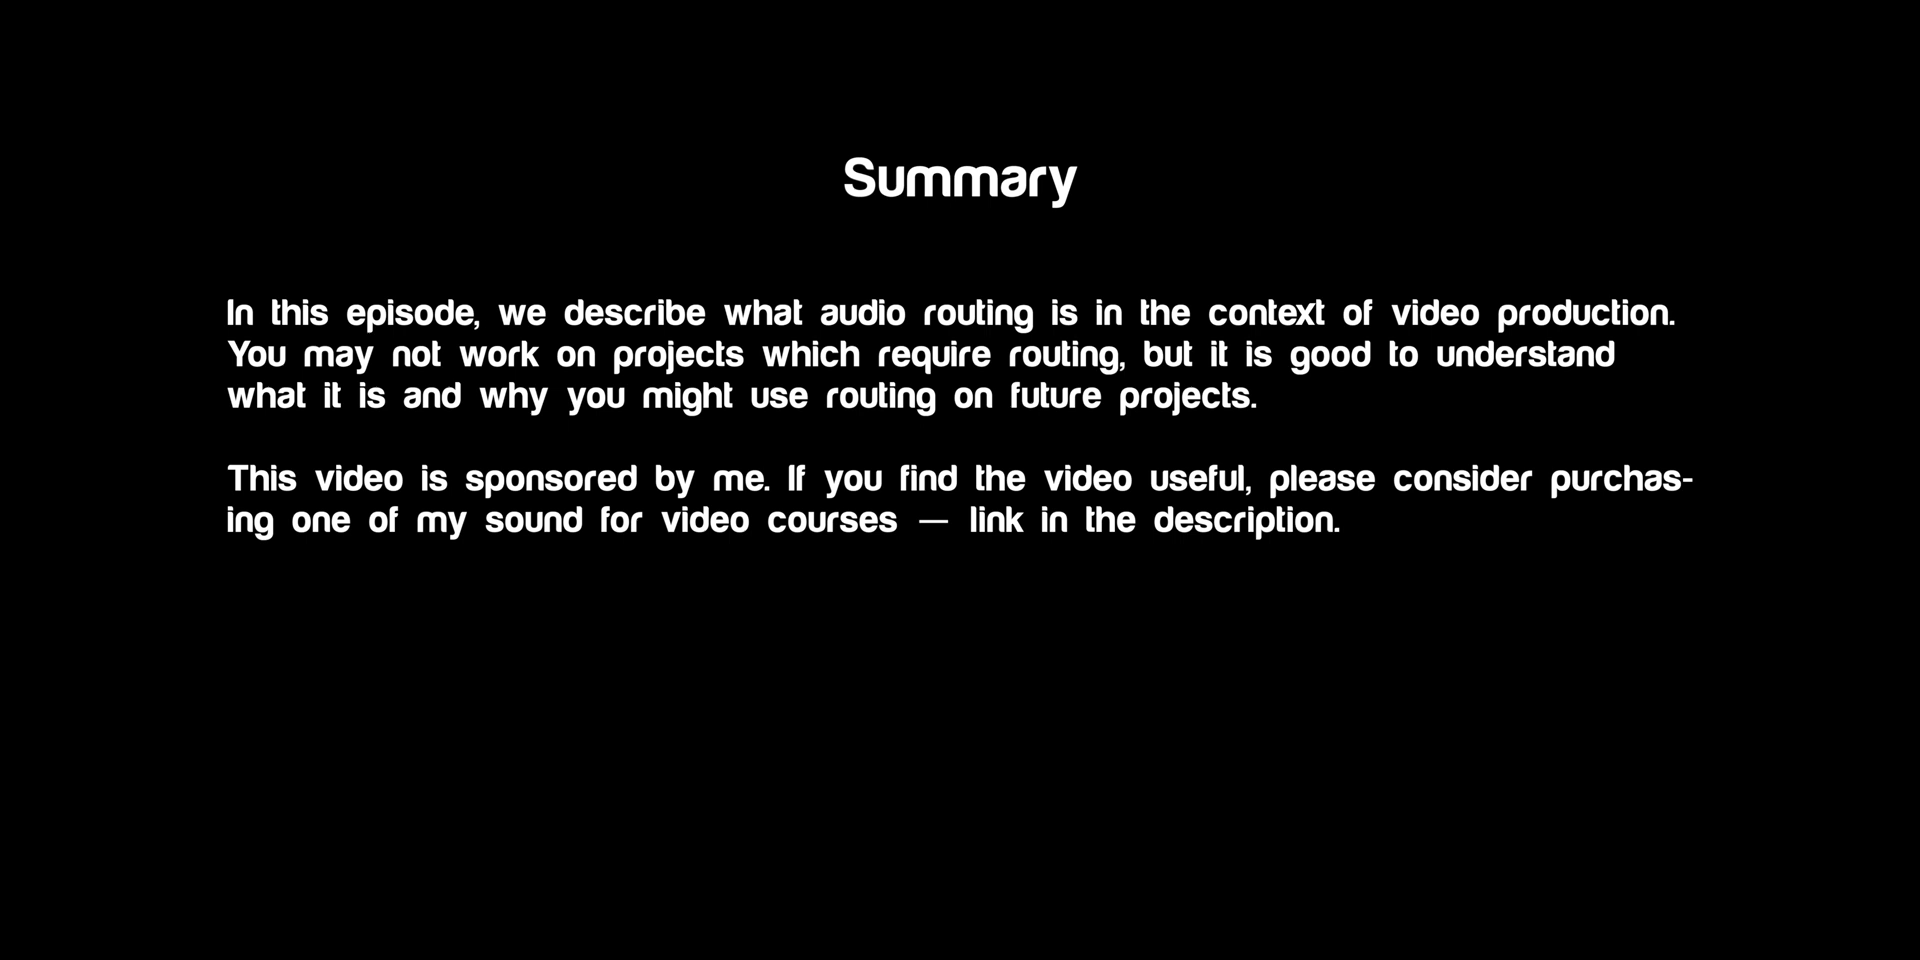 Summary
In this episode, we describe what audio routing is in the context of video production.
You may not work on projects which require routing, but it is good to understand
what it is and why you might use routing on future projects.
This video is sponsored by me. If you find the video useful, please consider purchas-
ing one of my sound for video courses — link in the description.